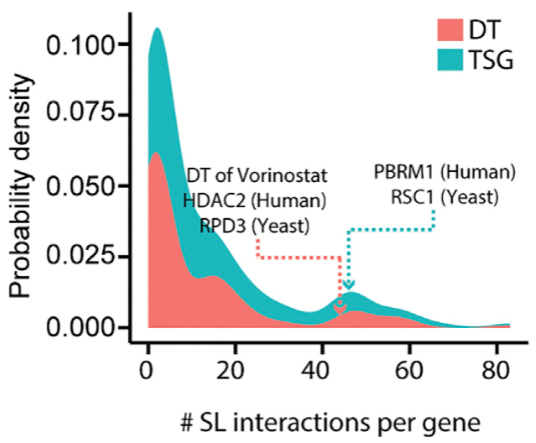 DT
TSG
Probability density
0.100
0.075
0.050
0.025
0.000
DT of Vorinostat
HDAC2 (Human)
RPD3 (Yeast)
PBRM1 (Human)
RSC1 (Yeast)
0 20 40 60 80
# SL interactions per gene